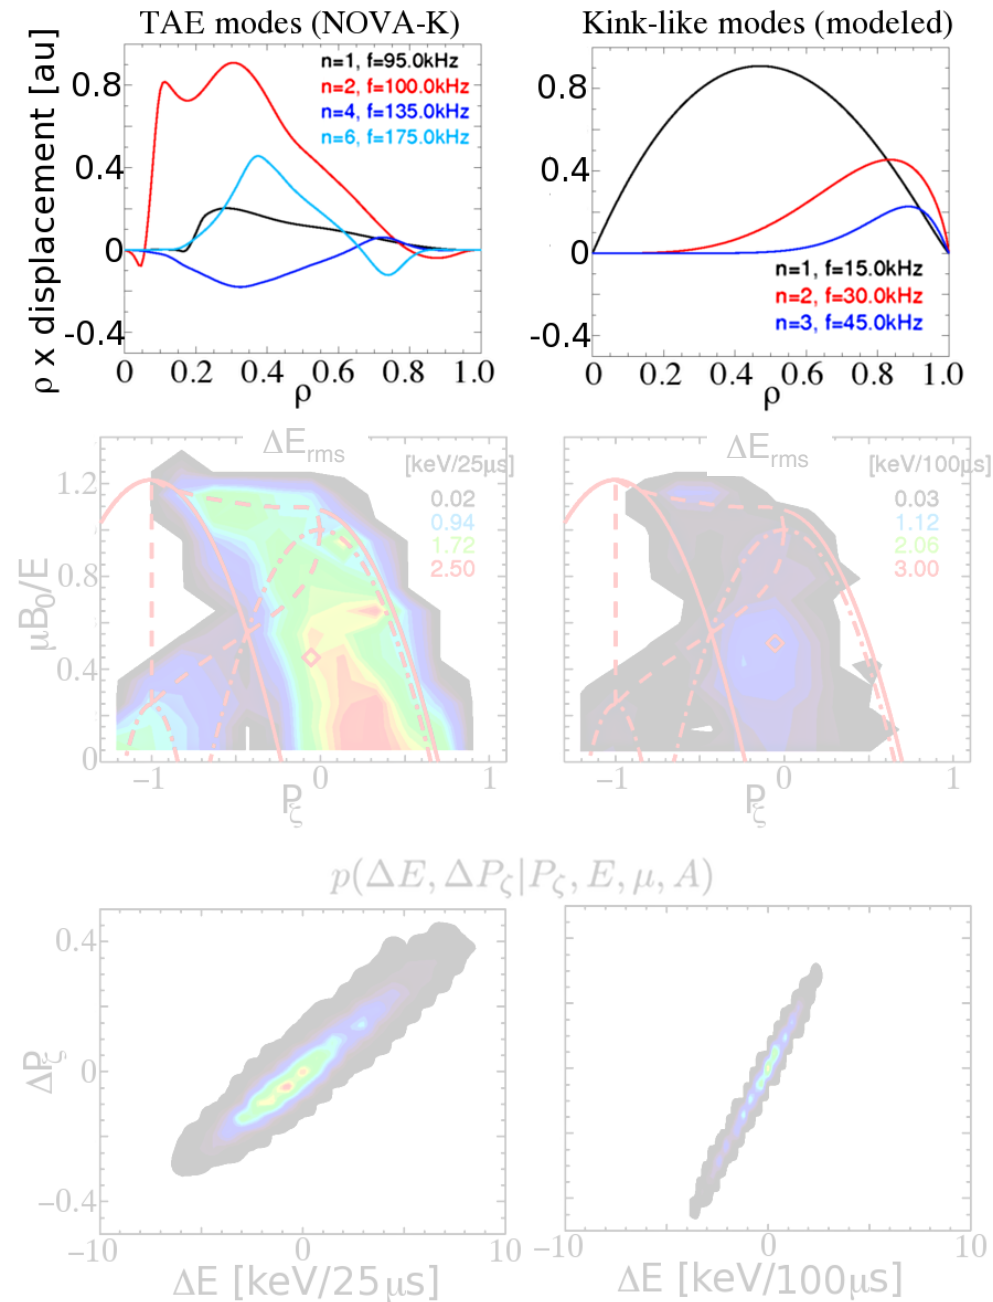 TAE modes (NOVA-K)
Kink-like modes (modeled)
ρ x displacement [au]
0.8
0.4
0
-0.4
n=1, f=95.0kHz
n=2, f=100.0kHz
n=4, f=135.0kHz
n=6, f=175.0kHz
0 0.2 0.4 0.6 0.8 1.0
ρ
0.8
0.4
0
-0.4
n=1, f=15.0kHz
n=2, f=30.0kHz
n=3, f=45.0kHz
0 0.2 0.4 0.6 0.8 1.0
ρ
ΔErms
[keV/25µs]
0.02
0.94
1.72
2.50
µB0/E
1.2
0.8
0.4
0
−1 0 1
Pζ
ΔErms
[keV/100µs]
0.03
1.12
2.06
3.00
−1 0 1
Pζ
p(ΔE, ΔPζ|Pζ, E, μ, A)
ΔPζ
0.4
0
−0.4
−10 0 10
ΔE [keV/25µs]
−10 0 10
ΔE [keV/100µs]